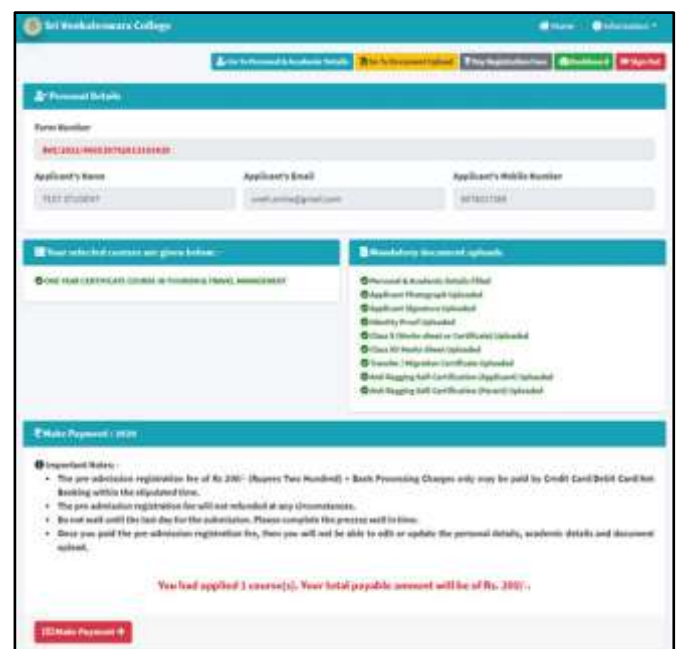 Sri Venkateswara College
Home Information
Go To Personal & Academic Details Go To Document Upload Pay Registration Fees Dashboard Sign Out
Personal Details
Form Number
Applicant's Name Applicant's Email Applicant's Mobile Number
TEST STUDENT
Your selected courses are given below:-
Mandatory document uploads
ONE YEAR CERTIFICATE COURSE IN TOURISM & TRAVEL MANAGEMENT
Personal & Academic Details Filled
Applicant Photograph Uploaded
Applicant Signature Uploaded
Identity Proof Uploaded
Class X (Marks sheet or Certificate) Uploaded
Class XII Marks Sheet Uploaded
Transfer / Migration Certificate Uploaded
Anti Ragging Self Certification (Applicant) Uploaded
Anti Ragging Self Certification (Parent) Uploaded
Make Payment :
Important Notes:-
The pre admission registration fee of Rs 200/- (Rupees Two Hundred) + Bank Processing Charges only may be paid by Credit Card/Debit Card/Net
Banking within the stipulated time.
The pre admission registration fee will not refunded at any circumstances.
Do not wait until the last day for the submission. Please complete the process well in time.
Once you paid the pre-admission registration fee, then you will not be able to edit or update the personal details, academic details and document
upload.
You had applied 1 course(s). Your total payable amount will be of Rs. 200/-.
Make Payment